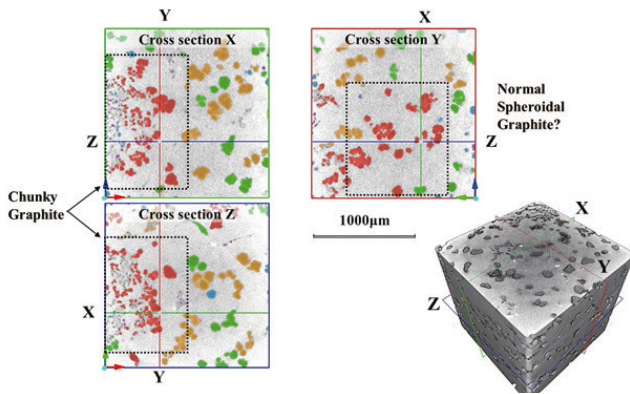 Y
Cross section X
Z
X
Cross section Y
Z
Normal
Spheroidal
Graphite?
Chunky
Graphite
Cross section Z
X
Y
1000μm
X
Y
Z